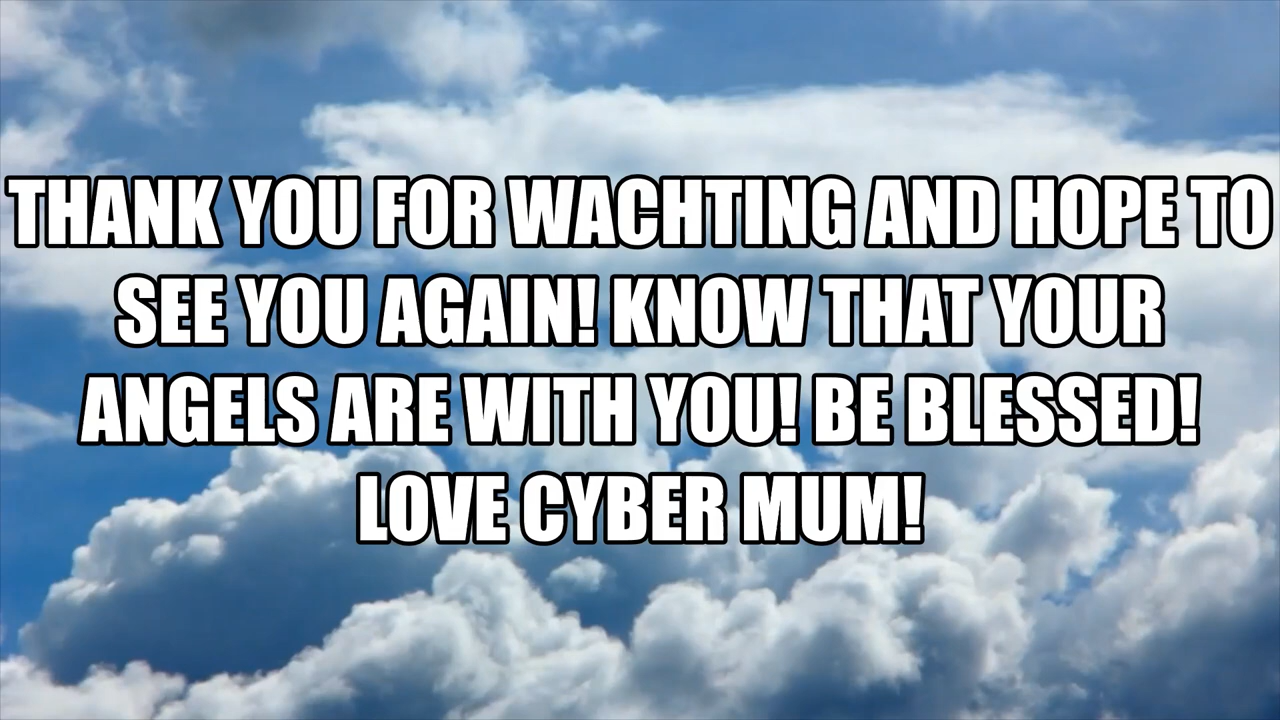 THANK YOU FOR WACHTING AND HOPE TO
SEE YOU AGAIN! KNOW THAT YOUR
ANGELS ARE WITH YOU! BE BLESSED!
LOVE CYBER MUM!